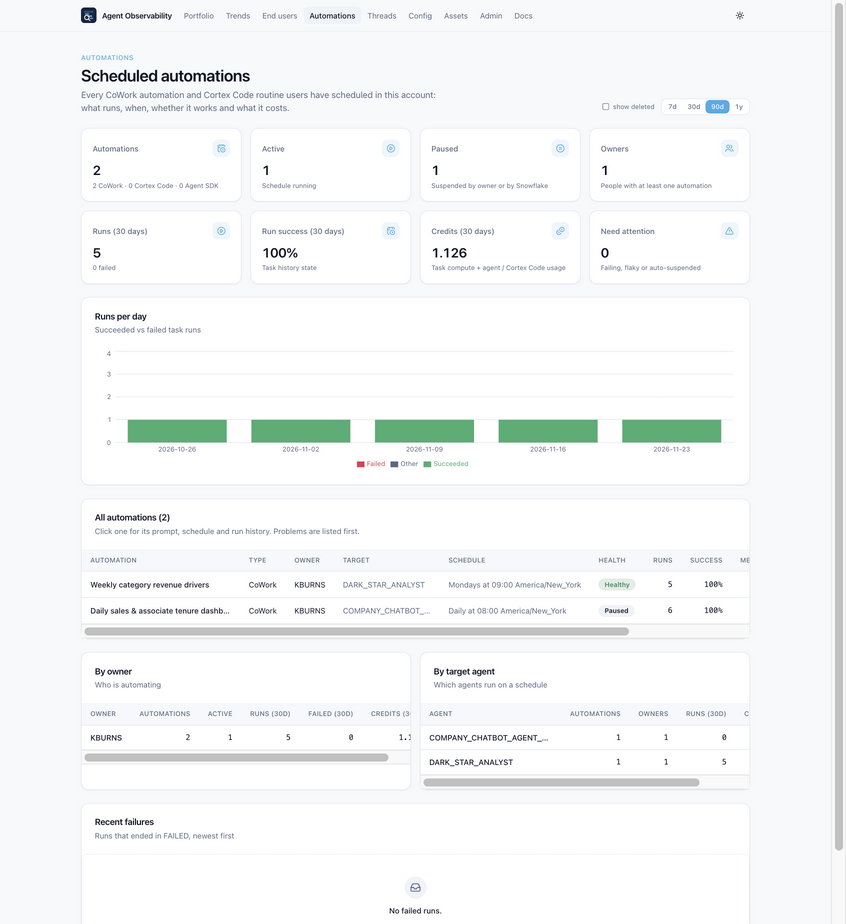 Agent Observability Portfolio Trends End users Automations Threads Config Assets Admin Docs
AUTOMATIONS
Scheduled automations
Every CoWork automation and Cortex Code routine users have scheduled in this account:
what runs, when, whether it works and what it costs.
show deleted 7d 30d 90d 1y
Automations
2
2 CoWork · 0 Cortex Code · 0 Agent SDK
Active
1
Schedule running
Paused
1
Suspended by owner or by Snowflake
Owners
1
People with at least one automation
Runs (30 days)
5
0 failed
Run success (30 days)
100%
Task history state
Credits (30 days)
1.126
Task compute + agent / Cortex Code usage
Need attention
0
Failing, flaky or auto-suspended
Runs per day
Succeeded vs failed task runs
4
3
2
1
0
2026-10-26 2026-11-02 2026-11-09 2026-11-16 2026-11-23
Failed Other Succeeded
All automations (2)
Click one for its prompt, schedule and run history. Problems are listed first.
AUTOMATION TYPE OWNER TARGET SCHEDULE HEALTH RUNS SUCCESS ME
Weekly category revenue drivers CoWork KBURNS DARK_STAR_ANALYST Mondays at 09:00 America/New_York Healthy 5 100%
Daily sales & associate tenure dashb... CoWork KBURNS COMPANY_CHATBOT_... Daily at 08:00 America/New_York Paused 6 100%
By owner
Who is automating
OWNER AUTOMATIONS ACTIVE RUNS (30D) FAILED (30D) CREDITS (3
KBURNS 2 1 5 0 1.1
By target agent
Which agents run on a schedule
AGENT AUTOMATIONS OWNERS RUNS (30D) C
COMPANY_CHATBOT_AGENT_... 1 1 0
DARK_STAR_ANALYST 1 1 5
Recent failures
Runs that ended in FAILED, newest first
No failed runs.